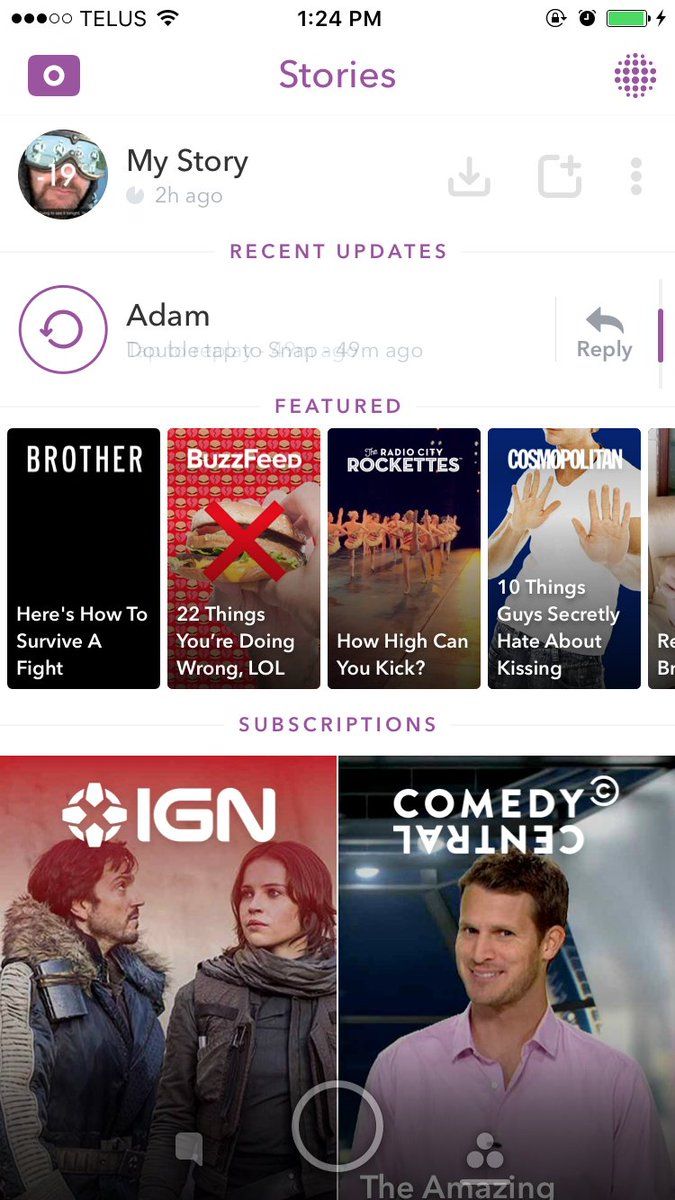 TELUS
1:24 PM
Stories
-19
My Story
2h ago
RECENT UPDATES
Adam
Double tap to Snap - 49m ago
Reply
FEATURED
BROTHER
Here's How To
Survive A
Fight
BuzzFeed
22 Things
You're Doing
Wrong, LOL
The RADIO CITY
ROCKETTES
How High Can
You Kick?
COSMOPOLITAN
10 Things
Guys Secretly
Hate About
Kissing
Re
Br
SUBSCRIPTIONS
IGN
COMEDY
CENTRAL
The Amazing